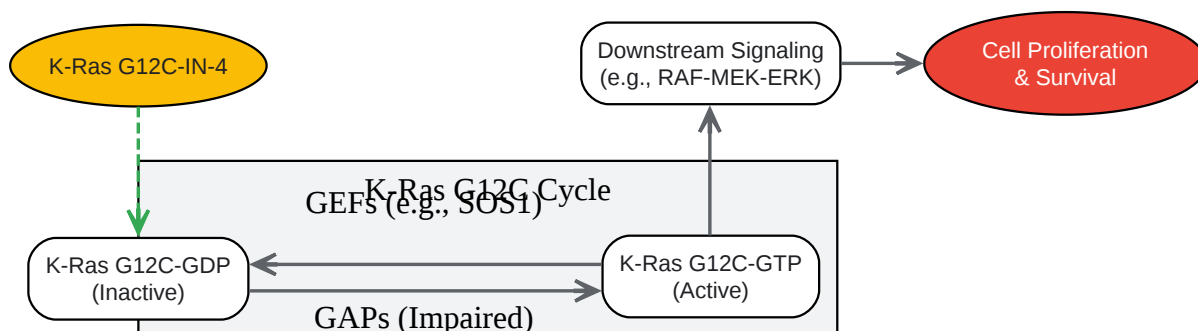 K-Ras G12C-IN-4
Downstream Signaling
(e.g., RAF-MEK-ERK)
Cell Proliferation
& Survival
K-Ras G12C Cycle
GEFs (e.g., SOS1)
K-Ras G12C-GDP
(Inactive)
K-Ras G12C-GTP
(Active)
GAPs (Impaired)